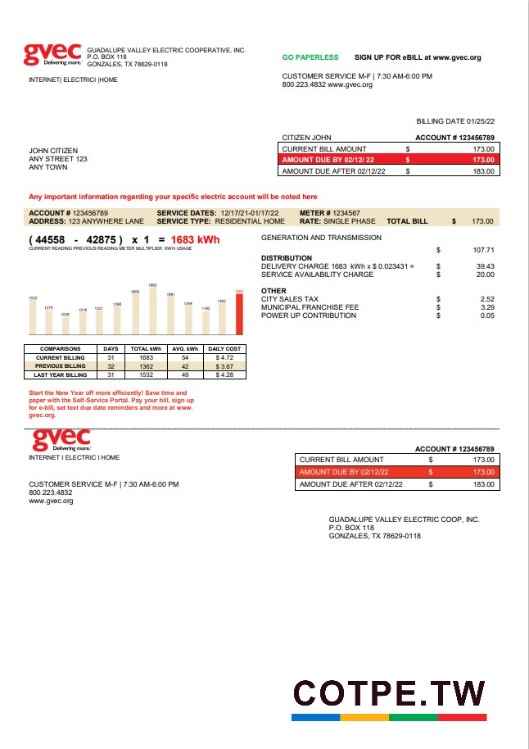 gvec
Delivering more.
GUADALUPE VALLEY ELECTRIC COOPERATIVE, INC.
P.O. BOX 118
GONZALES, TX 78629-0118
INTERNET| ELECTRICI |HOME
GO PAPERLESS SIGN UP FOR eBILL at www.gvec.org
CUSTOMER SERVICE M-F | 7:30 AM-6:00 PM
800.223.4832 www.gvec.org
BILLING DATE 01/25/22
CITIZEN JOHN ACCOUNT # 123456789
CURRENT BILL AMOUNT $ 173.00
AMOUNT DUE BY 02/12/ 22 $ 173.00
AMOUNT DUE AFTER 02/12/22 $ 183.00
JOHN CITIZEN
ANY STREET 123
ANY TOWN
Any important information regarding your specific electric account will be noted here
ACCOUNT # 123456789 SERVICE DATES: 12/17/21-01/17/22 METER # 1234567
ADDRESS: 123 ANYWHERE LANE SERVICE TYPE: RESIDENTIAL HOME RATE: SINGLE PHASE TOTAL BILL $ 173.00
( 44558 - 42875 ) x 1 = 1683 kWh
CURRENT READING PREVIOUS READING METER MULTIPLIER KWH USAGE
GENERATION AND TRANSMISSION
$ 107.71
DISTRIBUTION
DELIVERY CHARGE 1683 kWh x $ 0.023431 = $ 39.43
SERVICE AVAILABILITY CHARGE $ 20.00
OTHER
CITY SALES TAX $ 2.52
MUNICIPAL FRANCHISE FEE $ 3.29
POWER UP CONTRIBUTION $ 0.05
COMPARISONS DAYS TOTAL kWh AVG. kWh DAILY COST
CURRENT BILLING 31 1683 54 $ 4.72
PREVIOUS BILLING 32 1362 42 $ 3.67
LAST YEAR BILLING 31 1532 49 $ 4.28
Start the New Year off more efficiently! Save time and
paper with the Self-Service Portal. Pay your bill, sign up
for e-bill, set text due date reminders and more at www.
gvec.org.
gvec
Delivering more.
INTERNET I ELECTRIC I HOME
CUSTOMER SERVICE M-F | 7:30 AM-6:00 PM
800.223.4832
www.gvec.org
ACCOUNT # 123456789
CURRENT BILL AMOUNT $ 173.00
AMOUNT DUE BY 02/12/22 $ 173.00
AMOUNT DUE AFTER 02/12/22 $ 183.00
GUADALUPE VALLEY ELECTRIC COOP, INC.
P.O. BOX 118
GONZALES, TX 78629-0118
COTPE.TW